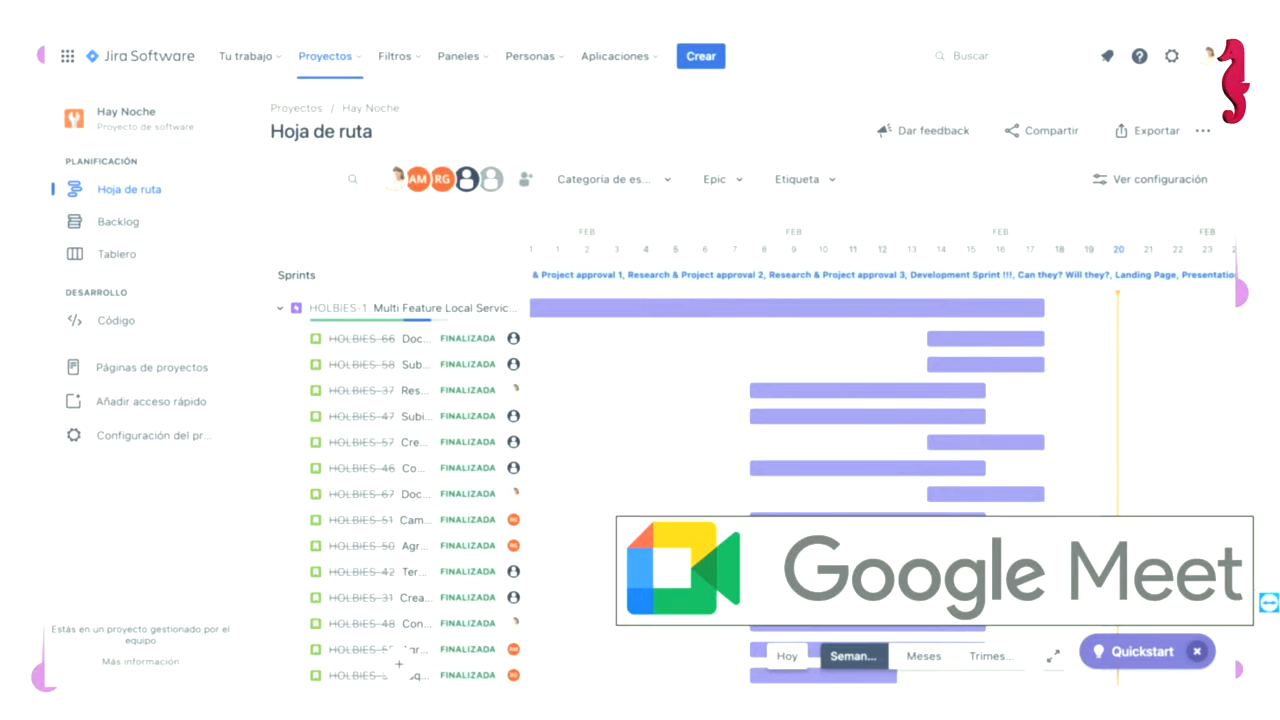 Jira Software Tu trabajo Proyectos Filtros Paneles Personas Aplicaciones Crear Buscar
Hay Noche
Proyecto de software
PLANIFICACIÓN
Hoja de ruta
Backlog
Tablero
DESARROLLO
Código
Páginas de proyectos
Añadir acceso rápido
Configuración del pr...
Estás en un proyecto gestionado por el
equipo
Más información
Proyectos / Hay Noche
Hoja de ruta
Dar feedback Compartir Exportar
AM RG Categoría de es... Epic Etiqueta Ver configuración
FEB FEB FEB FEB
1 1 2 3 4 5 6 7 8 9 10 11 12 13 14 15 16 17 18 19 20 21 22 23
Sprints & Project approval 1, Research & Project approval 2, Research & Project approval 3, Development Sprint !!!, Can they? Will they?, Landing Page, Presentatio
HOLBIES-1 Multi Feature Local Servic...
HOLBIES-66 Doc... FINALIZADA
HOLBIES-58 Sub... FINALIZADA
HOLBIES-37 Res... FINALIZADA
HOLBIES-47 Subi... FINALIZADA
HOLBIES-57 Cre... FINALIZADA
HOLBIES-46 Co... FINALIZADA
HOLBIES-67 Doc... FINALIZADA
HOLBIES-51 Cam... FINALIZADA RG
HOLBIES-50 Agr... FINALIZADA RG
HOLBIES-42 Ter... FINALIZADA
HOLBIES-31 Crea... FINALIZADA
HOLBIES-48 Con... FINALIZADA
FINALIZADA AM
FINALIZADA
Google Meet
Hoy Seman... Meses Trimes...
Quickstart